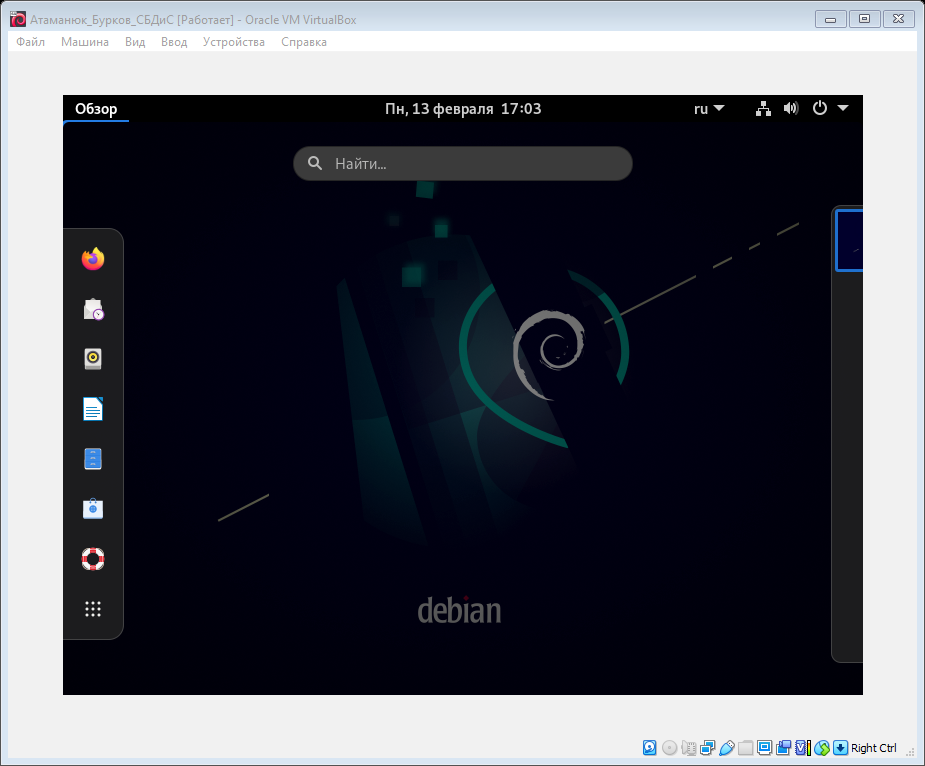 Атаманюк_Бурков_СБДиС [Работает] - Oracle VM VirtualBox
Файл Машина Вид Ввод Устройства Справка
Обзор Пн, 13 февраля 17:03 ru
Найти...
debian
Right Ctrl